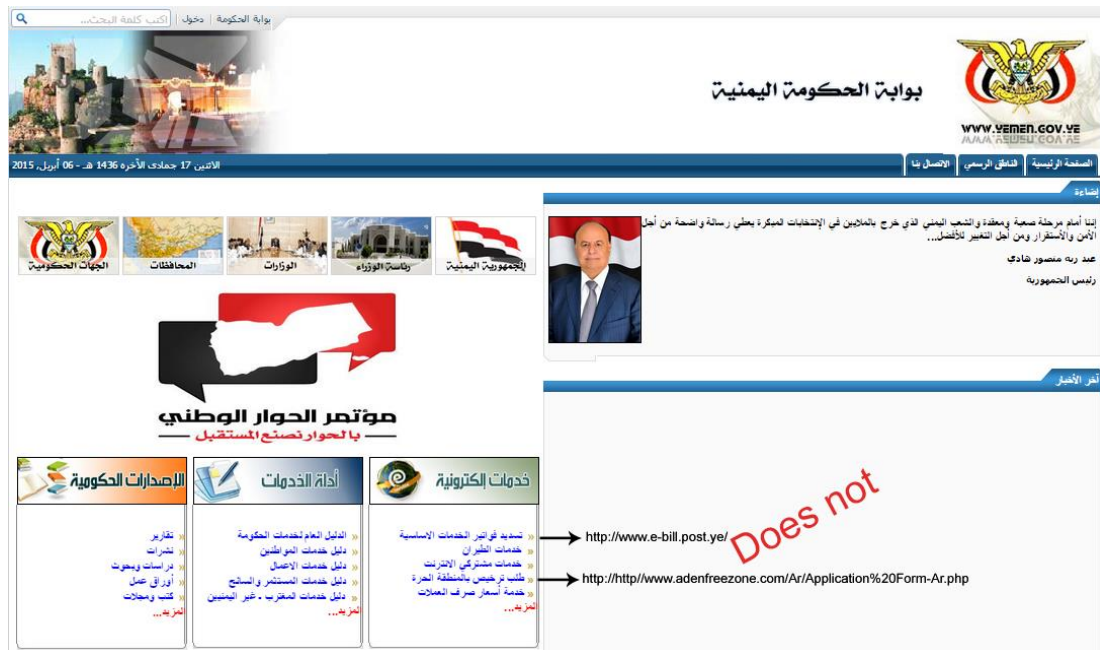 بوابة الحكومة | دخول | اكتب كلمة البحث...
بوابة الحكومة اليمنية
WWW.YEMEN.GOV.YE
الصفحة الرئيسية
الناطق الرسمي
الاتصال بنا
الاثنين 17 جمادى الأخره 1436 هـ - 06 أبريل, 2015
إضاءة
إننا أمام مرحلة صعبة ومعقدة والشعب اليمني الذي خرج بالملايين في الإنتخابات المبكرة يعطي رسالة واضحة من أجل
الأمن والأستقرار ومن أجل التغيير للأفضل...
عبد ربه منصور هادي
رئيس الجمهورية
الجمهورية اليمنية
رئاسة الوزراء
الوزارات
المحافظات
الجهات الحكومية
مؤتمر الحوار الوطني
بالحوار نصنع المستقبل
آخر الأخبار
Does not
خدمات إلكترونية
« تسديد فواتير الخدمات الاساسية
« خدمات الطيران
« خدمات مشتركي الانترنت
« طلب ترخيص بالمنطقة الحرة
« خدمة أسعار صرف العملات
المزيد...
http://www.e-bill.post.ye/
http://http//www.adenfreezone.com/Ar/Application%20Form-Ar.php
أدلة الخدمات
« الدليل العام لخدمات الحكومة
« دليل خدمات المواطنين
« دليل خدمات الاعمال
« دليل خدمات المستثمر والسائح
« دليل خدمات المغترب - غير اليمنيين
المزيد...
الإصدارات الحكومية
« تقارير
« نشرات
« دراسات وبحوث
« أوراق عمل
« كتب ومجلات
المزيد...